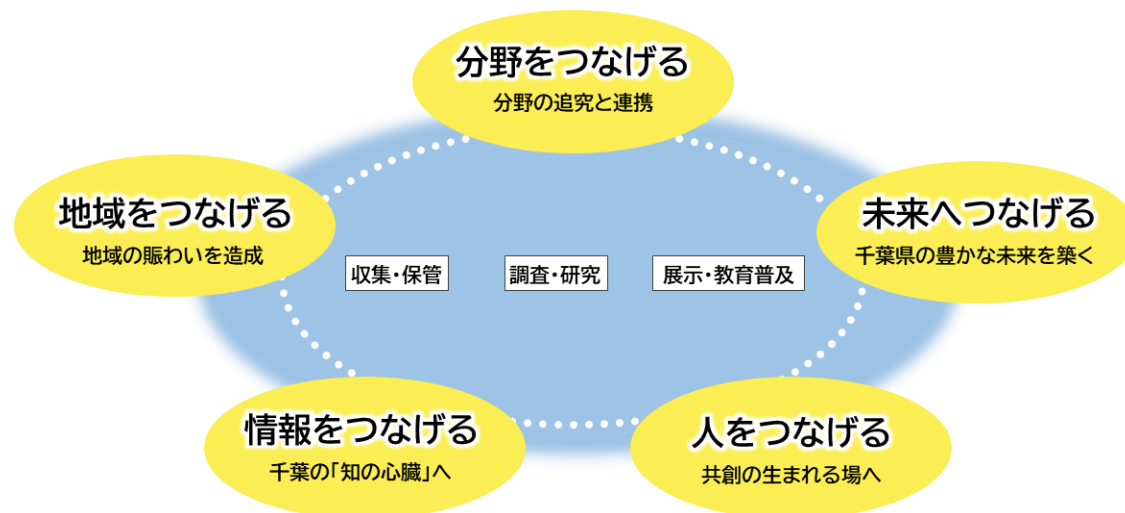 分野をつなげる
分野の追究と連携
地域をつなげる
地域の賑わいを造成
未来へつなげる
千葉県の豊かな未来を築く
収集・保管
調査・研究
展示・教育普及
情報をつなげる
千葉の「知の心臓」へ
人をつなげる
共創の生まれる場へ